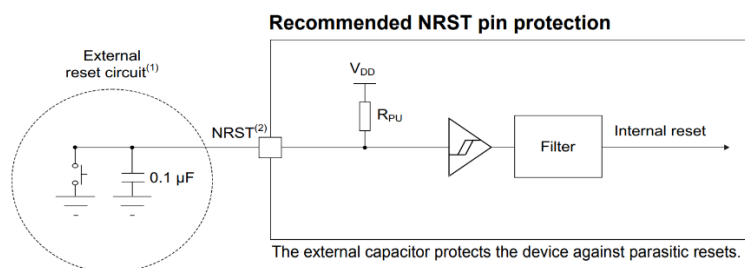 Recommended NRST pin protection
External
reset circuit(1)
VDD
RPU
NRST(2)
0.1 µF
Filter
Internal reset
The external capacitor protects the device against parasitic resets.